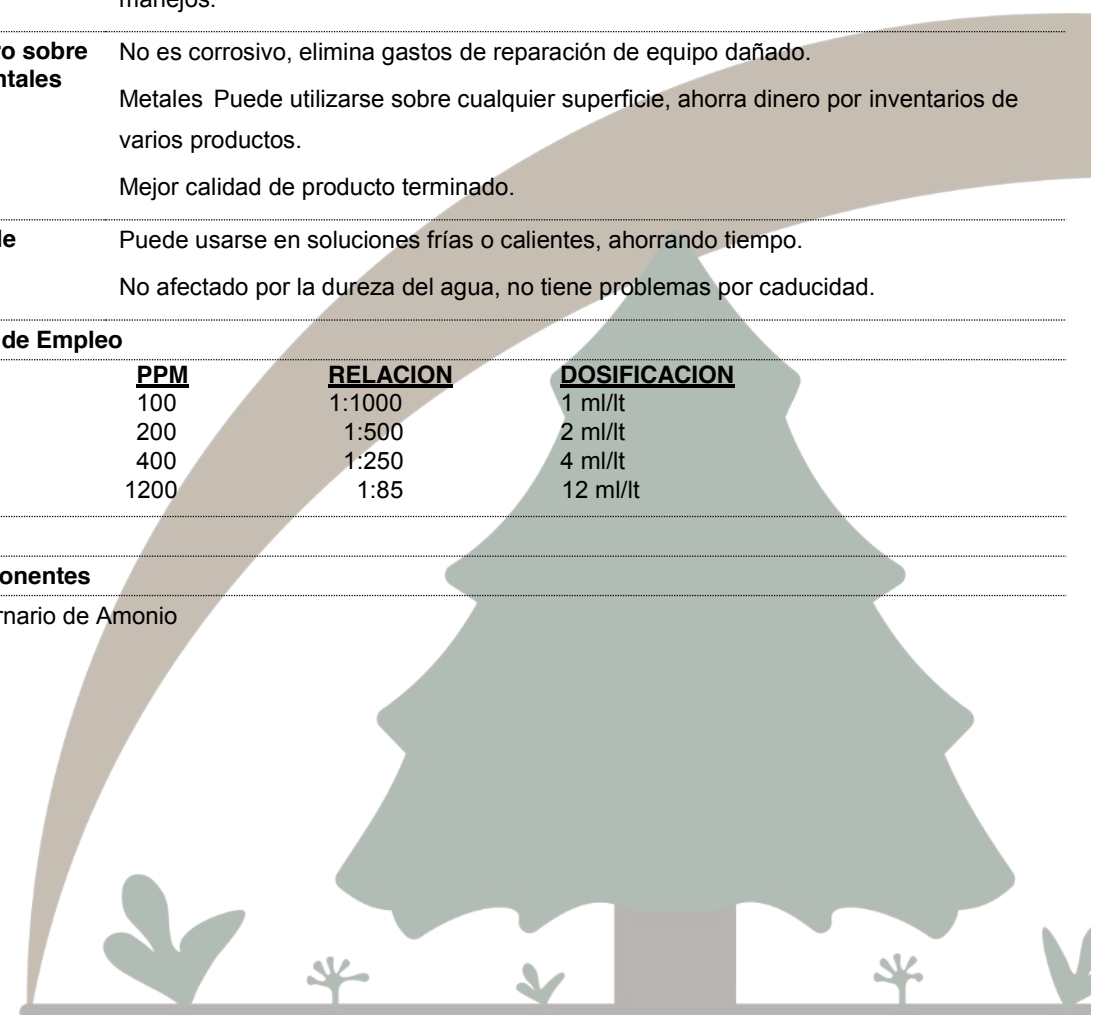 manejos.
ro sobre No es corrosivo, elimina gastos de reparación de equipo dañado.
ntales
Metales Puede utilizarse sobre cualquier superficie, ahorra dinero por inventarios de
varios productos.
Mejor calidad de producto terminado.
le Puede usarse en soluciones frías o calientes, ahorrando tiempo.
No afectado por la dureza del agua, no tiene problemas por caducidad.
de Empleo
PPM RELACION DOSIFICACION
100 1:1000 1 ml/lt
200 1:500 2 ml/lt
400 1:250 4 ml/lt
1200 1:85 12 ml/lt
onentes
rnario de Amonio